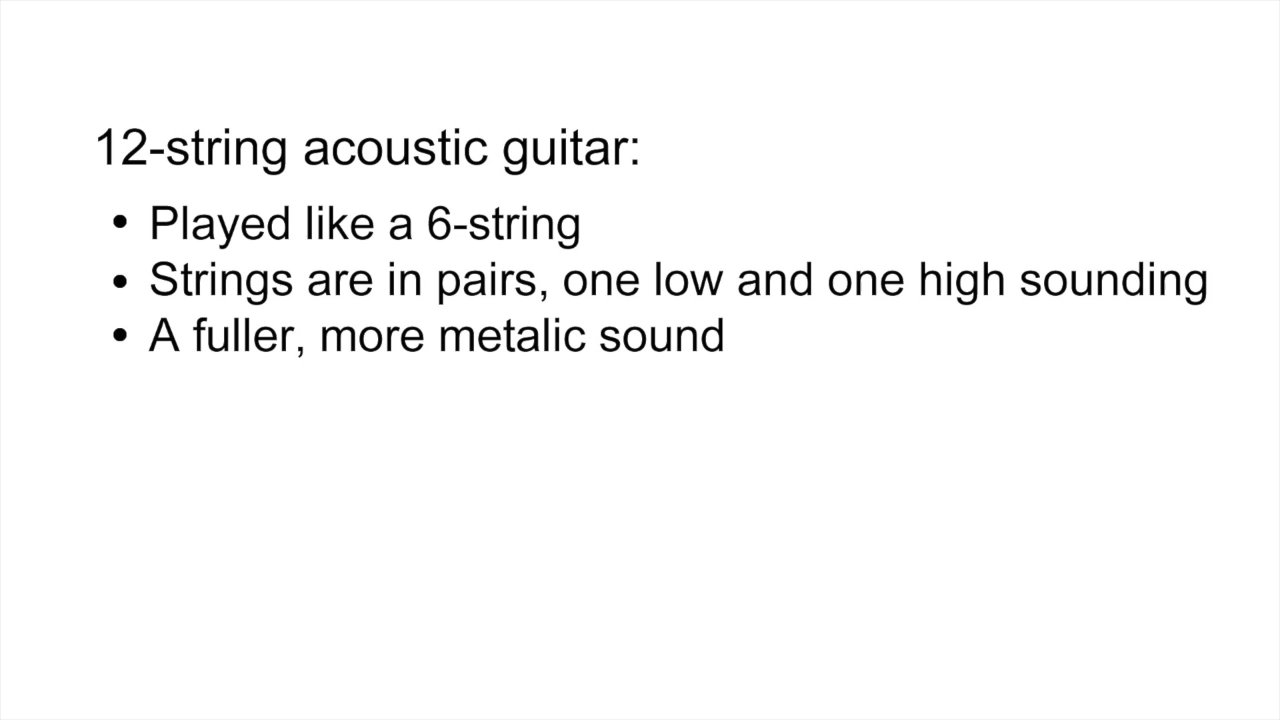 12-string acoustic guitar:
• Played like a 6-string
• Strings are in pairs, one low and one high sounding
• A fuller, more metalic sound